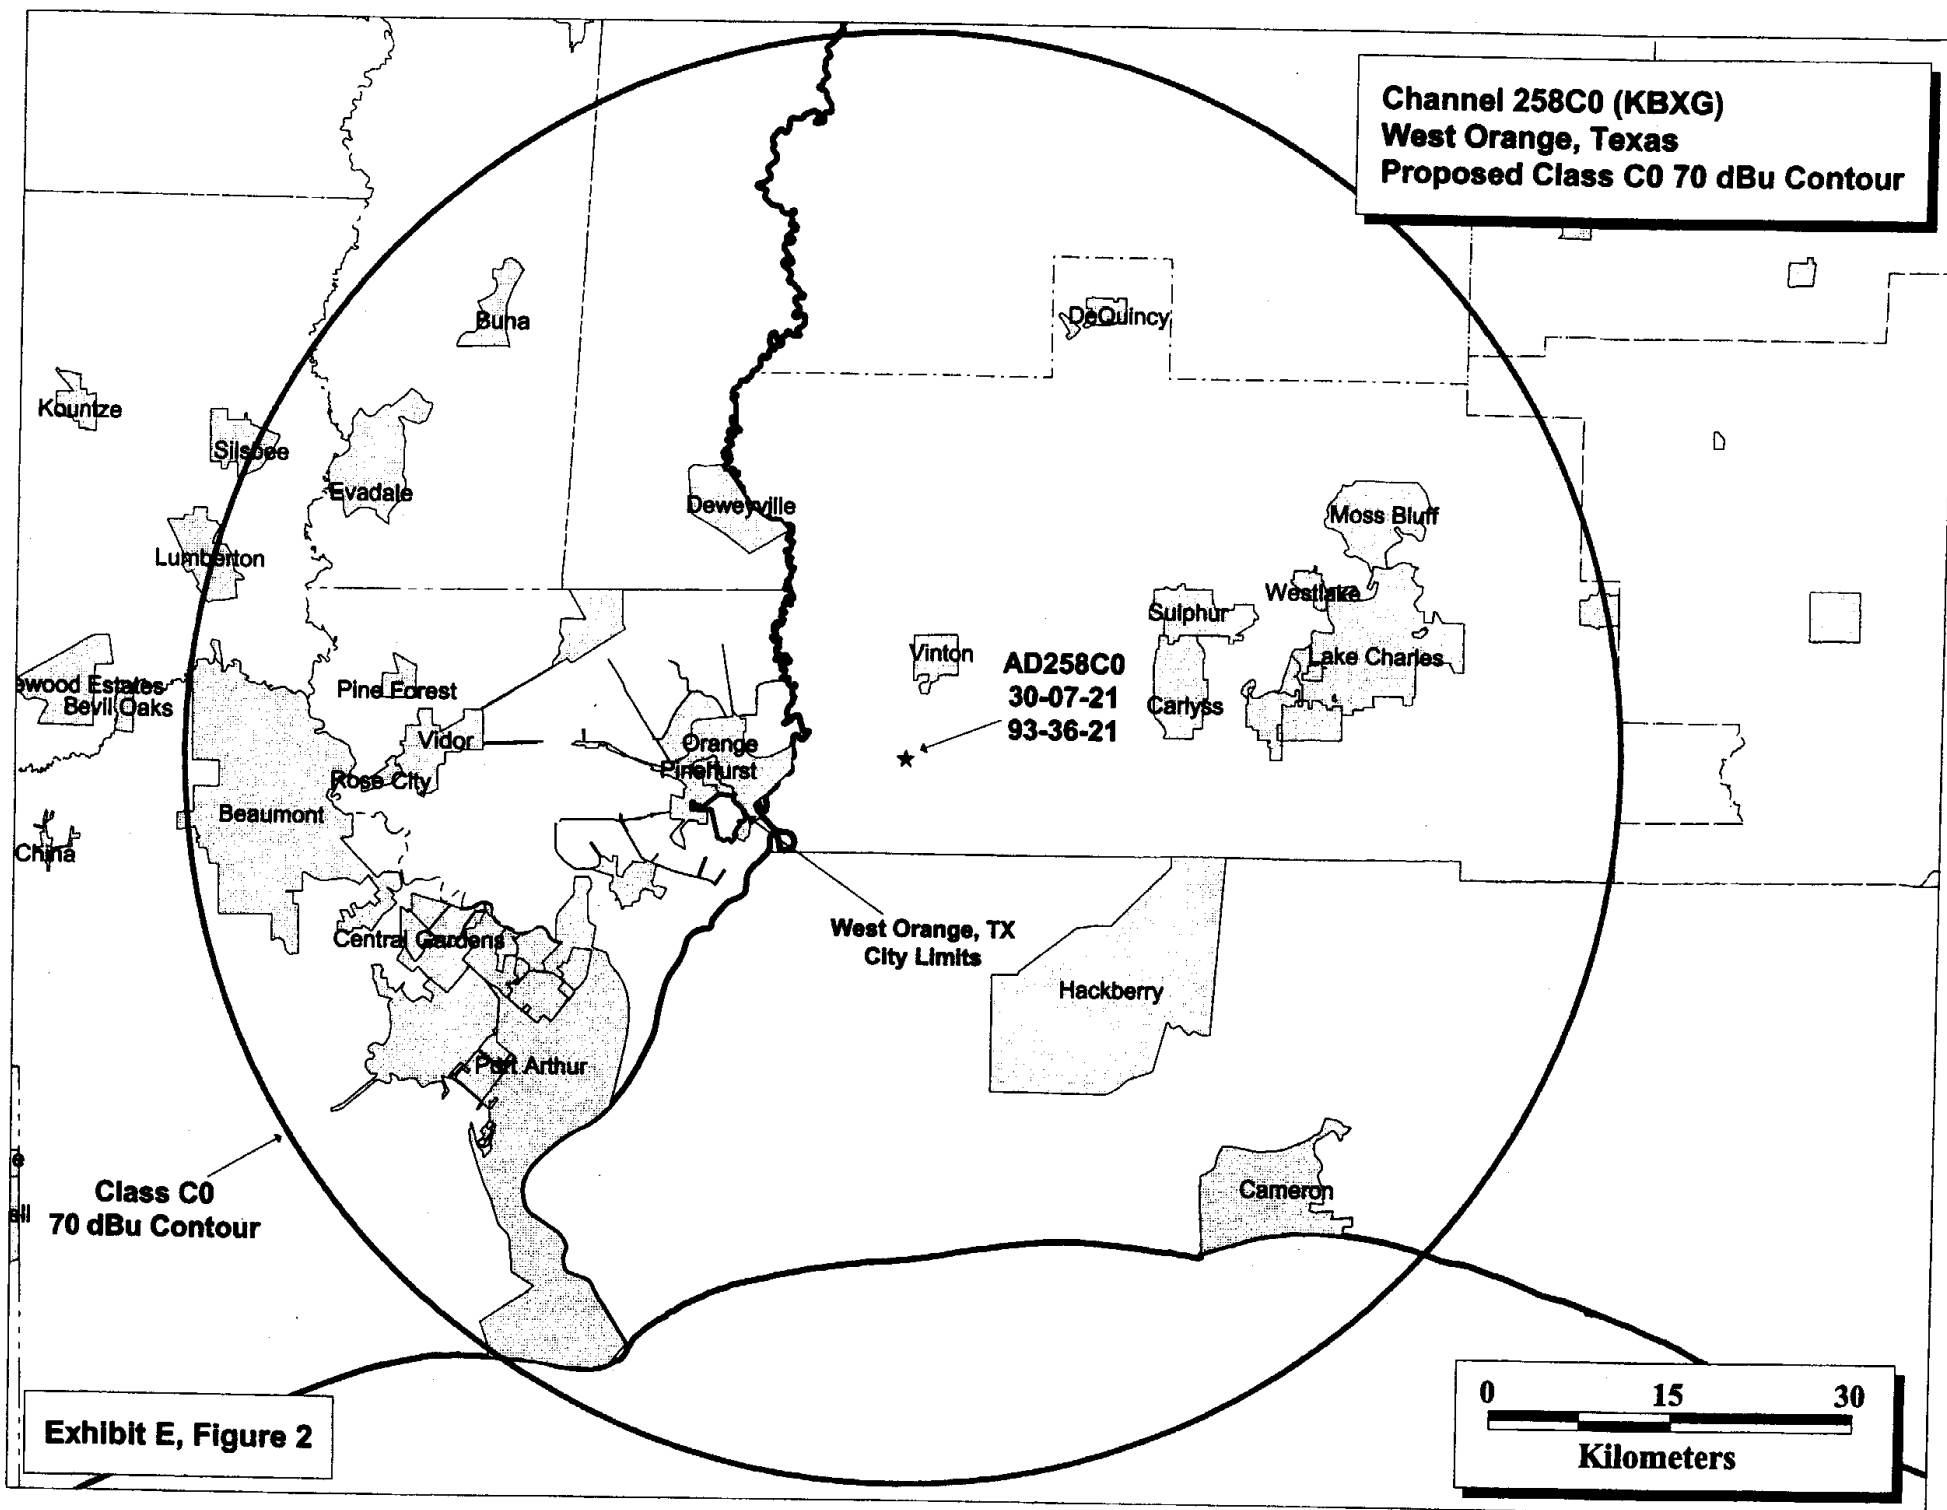 Channel 258C0 (KBXG)
West Orange, Texas
Proposed Class C0 70 dBu Contour
Buna
DeQuincy
Kountze
Silsbee
Evadale
Deweyville
Moss Bluff
Lumberton
Westlake
Sulphur
Vinton
Lake Charles
AD258C0
30-07-21
93-36-21
ewood Estates
Pine Forest
Bevil Oaks
Carlyss
Vidor
Orange
Pinehurst
Rose City
Beaumont
China
West Orange, TX
City Limits
Central Gardens
Hackberry
Port Arthur
Class C0
70 dBu Contour
Cameron
e
ell
Exhibit E, Figure 2
0 15 30
Kilometers